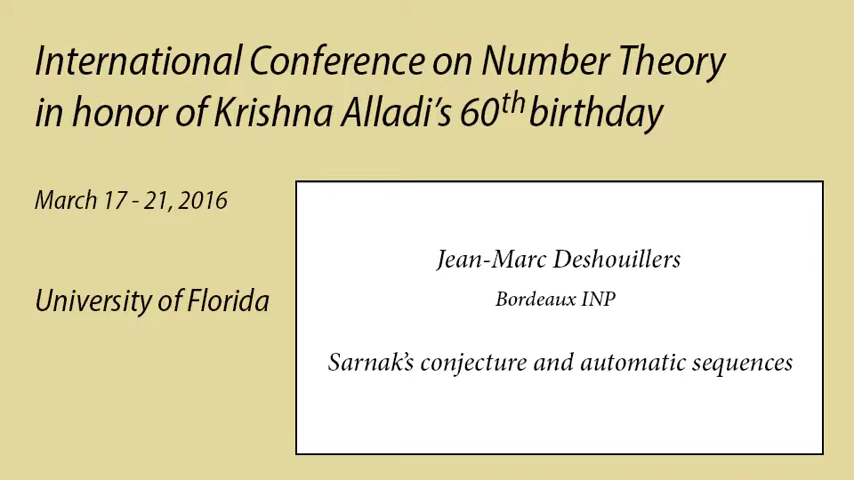 International Conference on Number Theory
in honor of Krishna Alladi's 60th birthday
March 17 - 21, 2016
University of Florida
Jean-Marc Deshouillers
Bordeaux INP
Sarnak's conjecture and automatic sequences